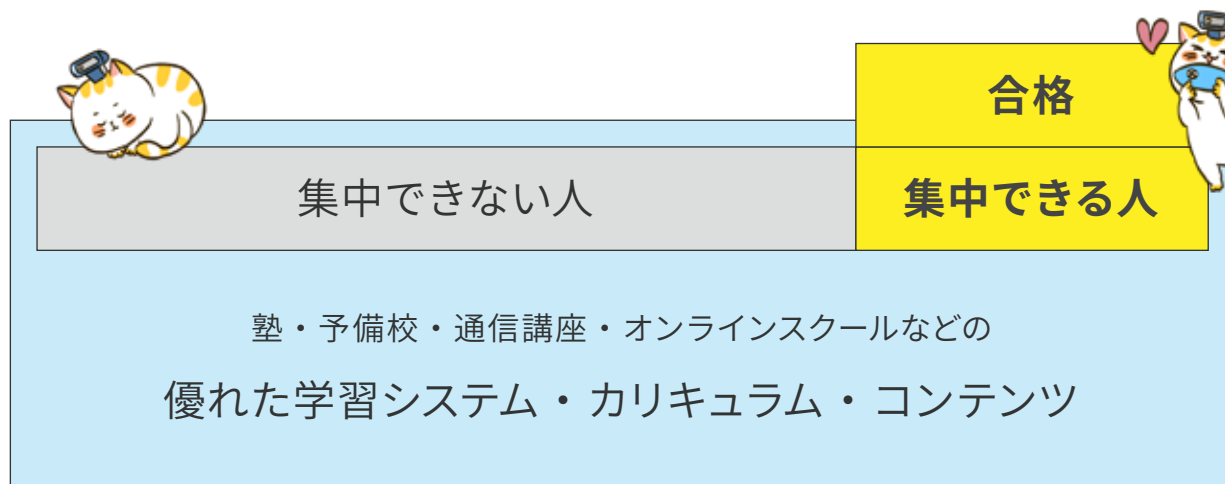 合格
集中できない人
集中できる人
塾・予備校・通信講座・オンラインスクールなどの
優れた学習システム・カリキュラム・コンテンツ